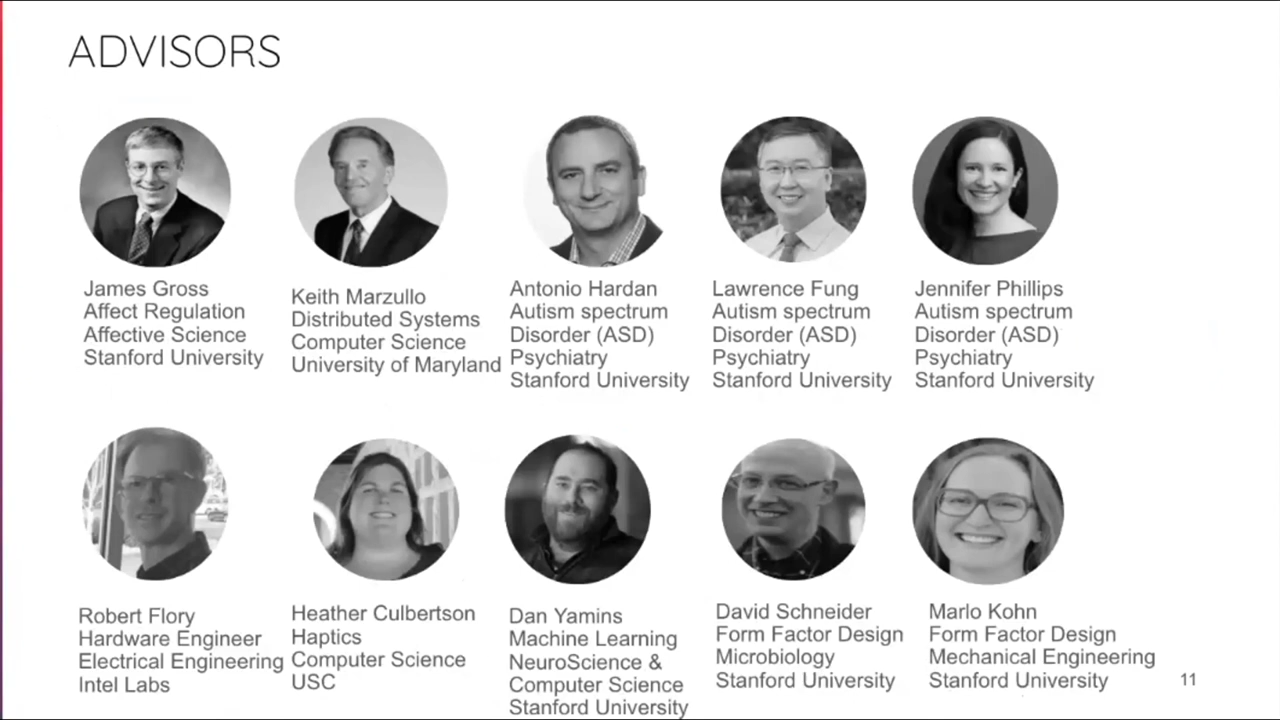 ADVISORS
James Gross
Affect Regulation
Affective Science
Stanford University
Keith Marzullo
Distributed Systems
Computer Science
University of Maryland
Antonio Hardan
Autism spectrum
Disorder (ASD)
Psychiatry
Stanford University
Lawrence Fung
Autism spectrum
Disorder (ASD)
Psychiatry
Stanford University
Jennifer Phillips
Autism spectrum
Disorder (ASD)
Psychiatry
Stanford University
Robert Flory
Hardware Engineer
Electrical Engineering
Intel Labs
Heather Culbertson
Haptics
Computer Science
USC
Dan Yamins
Machine Learning
NeuroScience &
Computer Science
Stanford University
David Schneider
Form Factor Design
Microbiology
Stanford University
Marlo Kohn
Form Factor Design
Mechanical Engineering
Stanford University
11